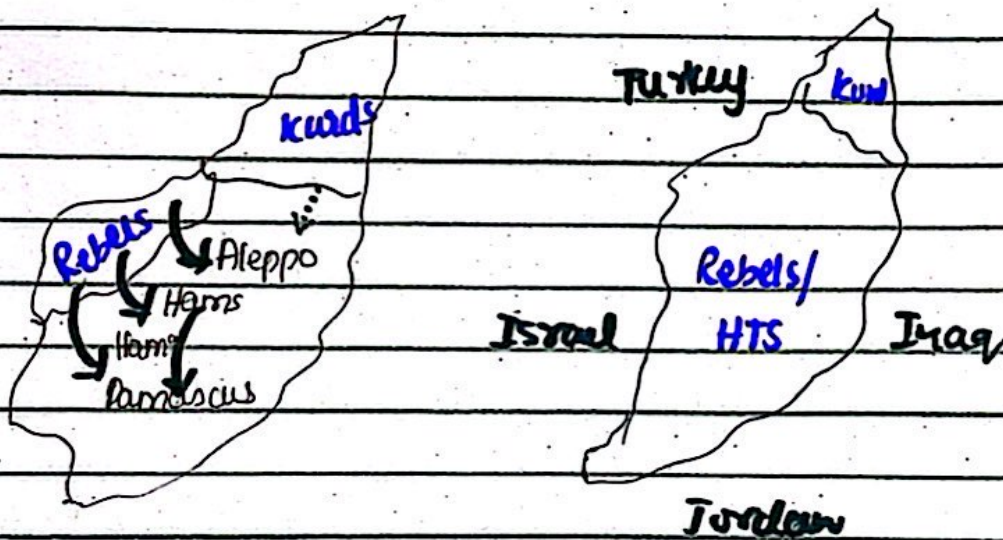 Kurds
Rebels
Aleppo
Hams
Hama
Damascus
Turkey
Kurd
Rebels/
HTS
Israel
Iraq
Jordan